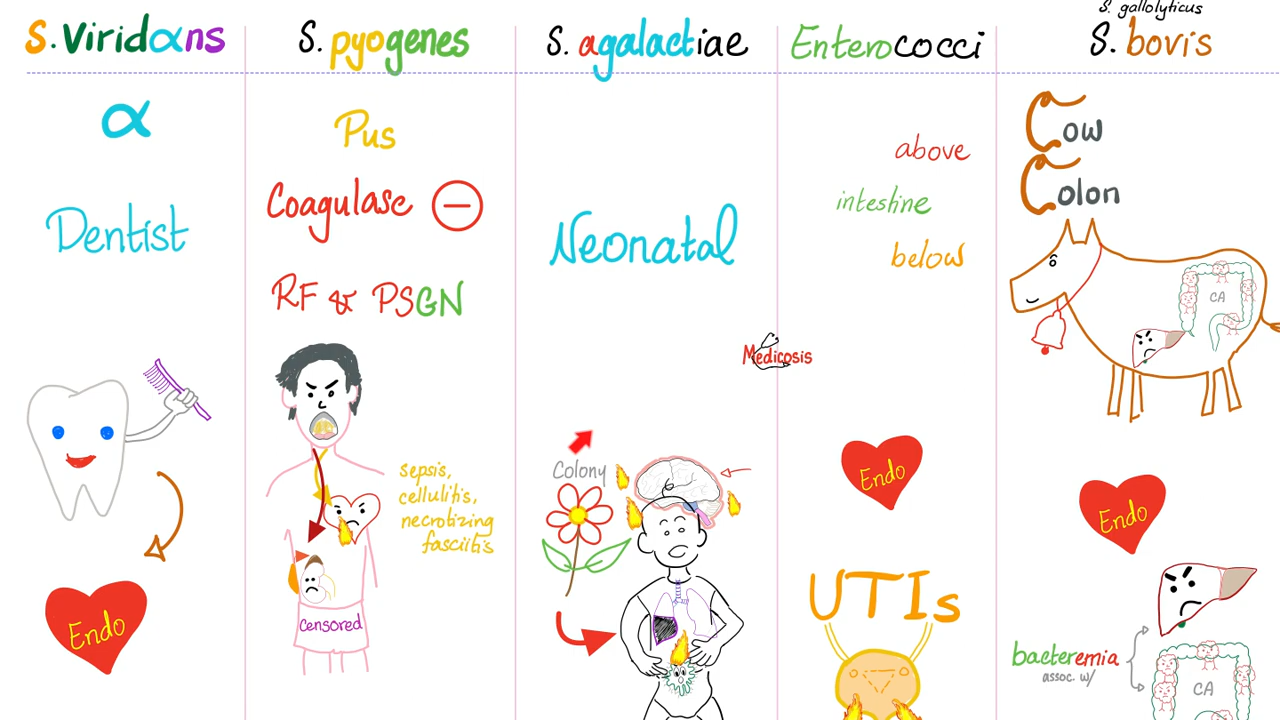 S. Viridαns
α
Dentist
Endo
S. pyogenes
Pus
Coagulase ⊖
RF & PSGN
sepsis,
cellulitis,
necrotizing
fasciitis
Censored
S. agalactiae
Neonatal
Medicosis
Colony
Enterococci
above
intestine
below
Endo
UTIs
S. gallolyticus
S. bovis
Cow
Colon
CA
Endo
bacteremia
assoc. w/
CA